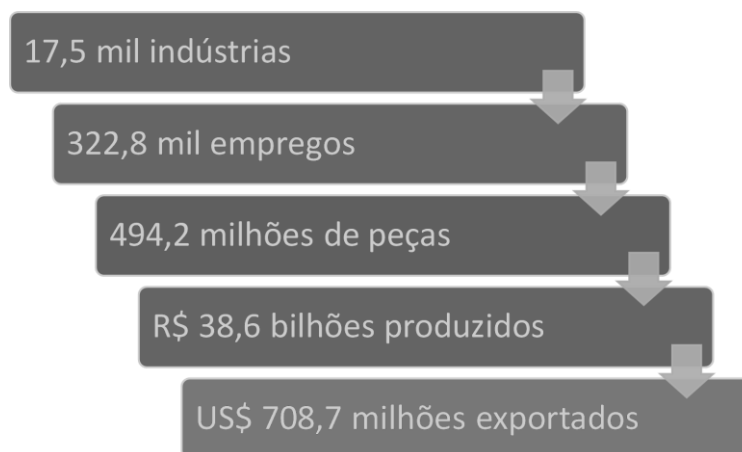 17,5 mil indústrias
322,8 mil empregos
494,2 milhões de peças
R$ 38,6 bilhões produzidos
US$ 708,7 milhões exportados